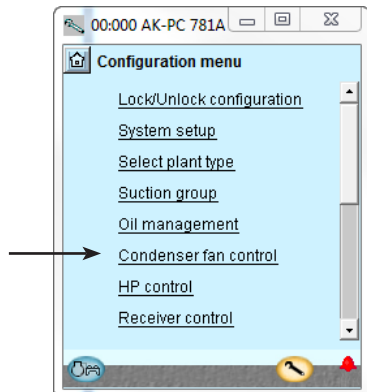 00:000 AK-PC 781A
Configuration menu
Lock/Unlock configuration
System setup
Select plant type
Suction group
Oil management
Condenser fan control
HP control
Receiver control